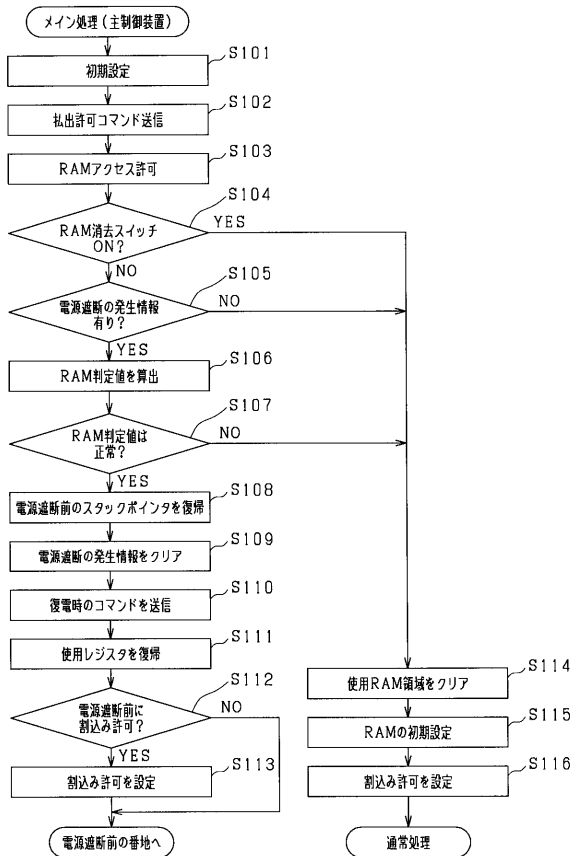 メイン処理(主制御装置)
S101
初期設定
S102
払出許可コマンド送信
S103
RAMアクセス許可
S104
RAM消去スイッチ
ON?
YES
NO
S105
電源遮断の発生情報
有り?
NO
YES
S106
RAM判定値を算出
S107
RAM判定値は
正常?
NO
YES
S108
電源遮断前のスタックポインタを復帰
S109
電源遮断の発生情報をクリア
S110
復電時のコマンドを送信
S111
使用レジスタを復帰
S112
電源遮断前に
割込み許可?
NO
YES
S113
割込み許可を設定
電源遮断前の番地へ
S114
使用RAM領域をクリア
S115
RAMの初期設定
S116
割込み許可を設定
通常処理